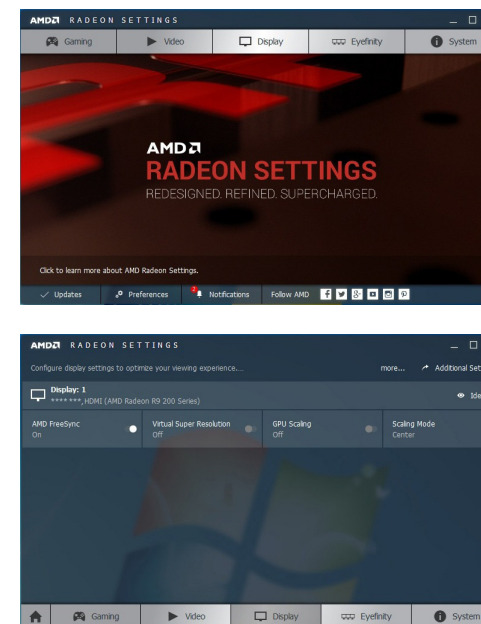 AMD RADEON SETTINGS
Gaming Video Display Eyefinity System
AMD
RADEON SETTINGS
REDESIGNED. REFINED. SUPERCHARGED.
Click to learn more about AMD Radeon Settings.
Updates Preferences 2 Notifications Follow AMD
AMD RADEON SETTINGS
Configure display settings to optimize your viewing experience... more... Additional Set
Display: 1
**** ***, HDMI (AMD Radeon R9 200 Series) Ide
AMD FreeSync Virtual Super Resolution GPU Scaling Scaling Mode
On Off Off Center
Gaming Video Display Eyefinity System